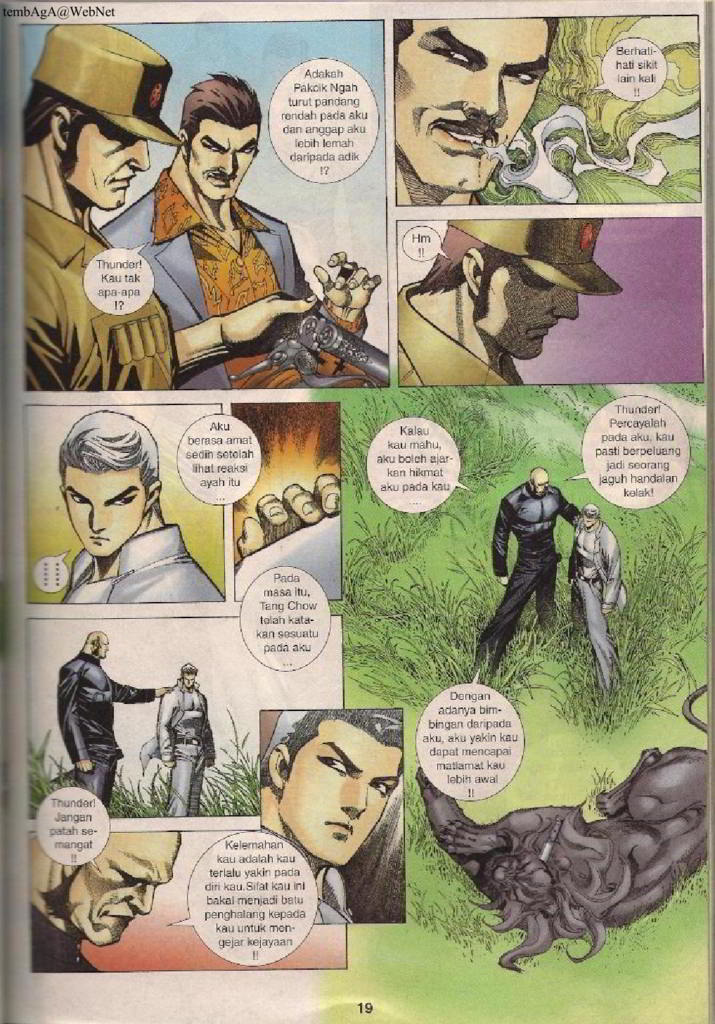 tembAgA@WebNet
Adakah
Pakcik Ngah
turut pandang
rendah pada aku
dan anggap aku
lebih lemah
daripada adik
!?
Thunder!
Kau tak
apa-apa
!?
Berhati-
hati sikit
lain kali
!!
Hm
!!
Aku
berasa amat
sedih setelah
lihat reaksi
ayah itu
...
Pada
masa itu,
Tang Chow
telah kata-
kan sesuatu
pada aku
...
Kalau
kau mahu,
aku boleh ajar-
kan hikmat
aku pada kau
....
Thunder!
Percayalah
pada aku, kau
pasti berpeluang
jadi seorang
jaguh handalan
kelak!
Dengan
adanya bim-
bingan daripada
aku, aku yakin kau
dapat mencapai
matlamat kau
lebih awal
!!
Thunder!
Jangan
patah se-
mangat
!!
Kelemahan
kau adalah kau
terlalu yakin pada
diri kau.Sifat kau ini
bakal menjadi batu
penghalang kepada
kau untuk men-
gejar kejayaan
!!
19